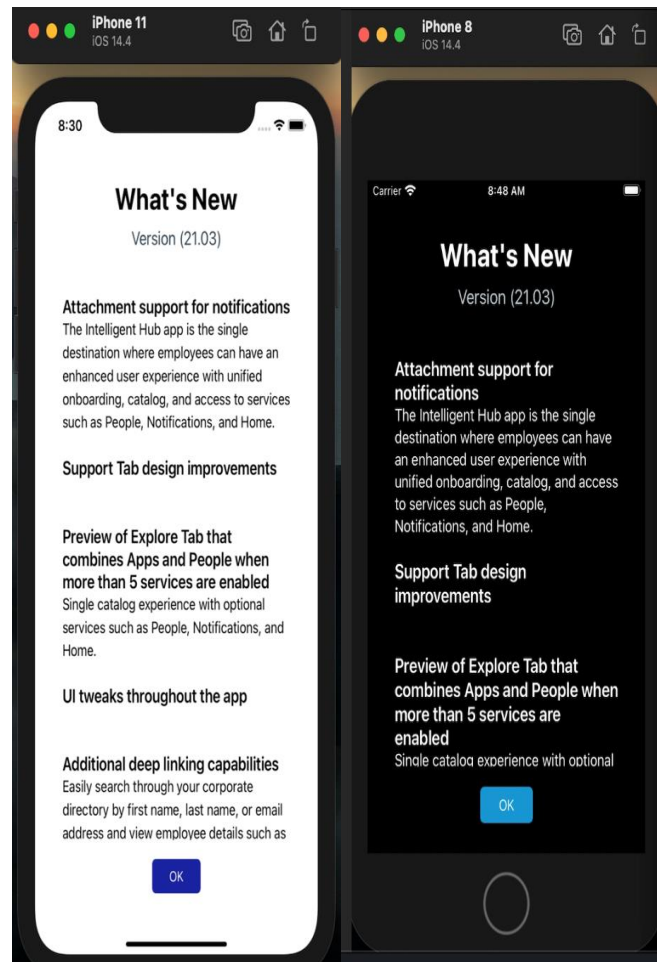 iPhone 11
iOS 14.4
8:30
What's New
Version (21.03)
Attachment support for notifications
The Intelligent Hub app is the single
destination where employees can have an
enhanced user experience with unified
onboarding, catalog, and access to services
such as People, Notifications, and Home.
Support Tab design improvements
Preview of Explore Tab that
combines Apps and People when
more than 5 services are enabled
Single catalog experience with optional
services such as People, Notifications, and
Home.
UI tweaks throughout the app
Additional deep linking capabilities
Easily search through your corporate
directory by first name, last name, or email
address and view employee details such as
OK
iPhone 8
iOS 14.4
Carrier
8:48 AM
What's New
Version (21.03)
Attachment support for
notifications
The Intelligent Hub app is the single
destination where employees can have
an enhanced user experience with
unified onboarding, catalog, and access
to services such as People,
Notifications, and Home.
Support Tab design
improvements
Preview of Explore Tab that
combines Apps and People when
more than 5 services are
enabled
Single catalog experience with optional
OK